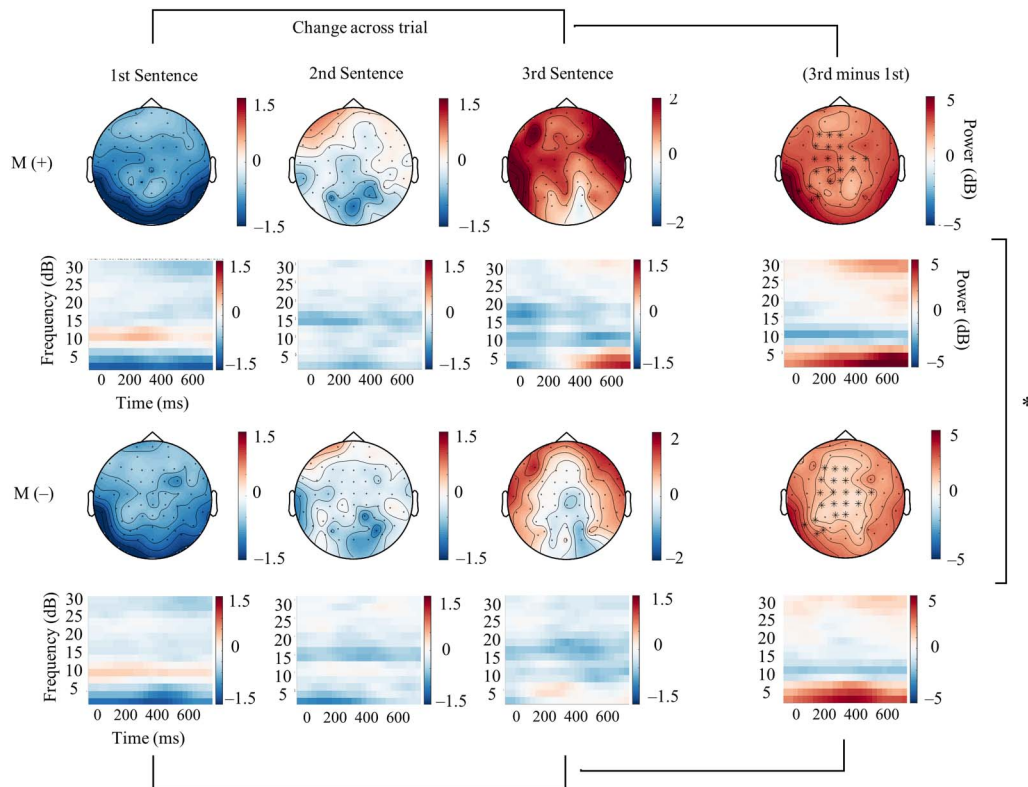 Change across trial
1st Sentence 2nd Sentence 3rd Sentence (3rd minus 1st)
M (+)
1.5 1.5 2 5
0 0 0 0
–1.5 –1.5 –2 –5
Power (dB)
Frequency (dB)
30 30 30 30
25 25 25 25
20 20 20 20
15 15 15 15
10 10 10 10
5 5 5 5
1.5 1.5 1.5 5
0 0 0 0
–1.5 –1.5 –1.5 –5
Power (dB)
0 200 400 600 0 200 400 600 0 200 400 600 0 200 400 600
Time (ms)
*
M (–)
1.5 1.5 2 5
0 0 0 0
–1.5 –1.5 –2 –5
Frequency (dB)
30 30 30 30
25 25 25 25
20 20 20 20
15 15 15 15
10 10 10 10
5 5 5 5
1.5 1.5 1.5 5
0 0 0 0
–1.5 –1.5 –1.5 –5
0 200 400 600 0 200 400 600 0 200 400 600 0 200 400 600
Time (ms)